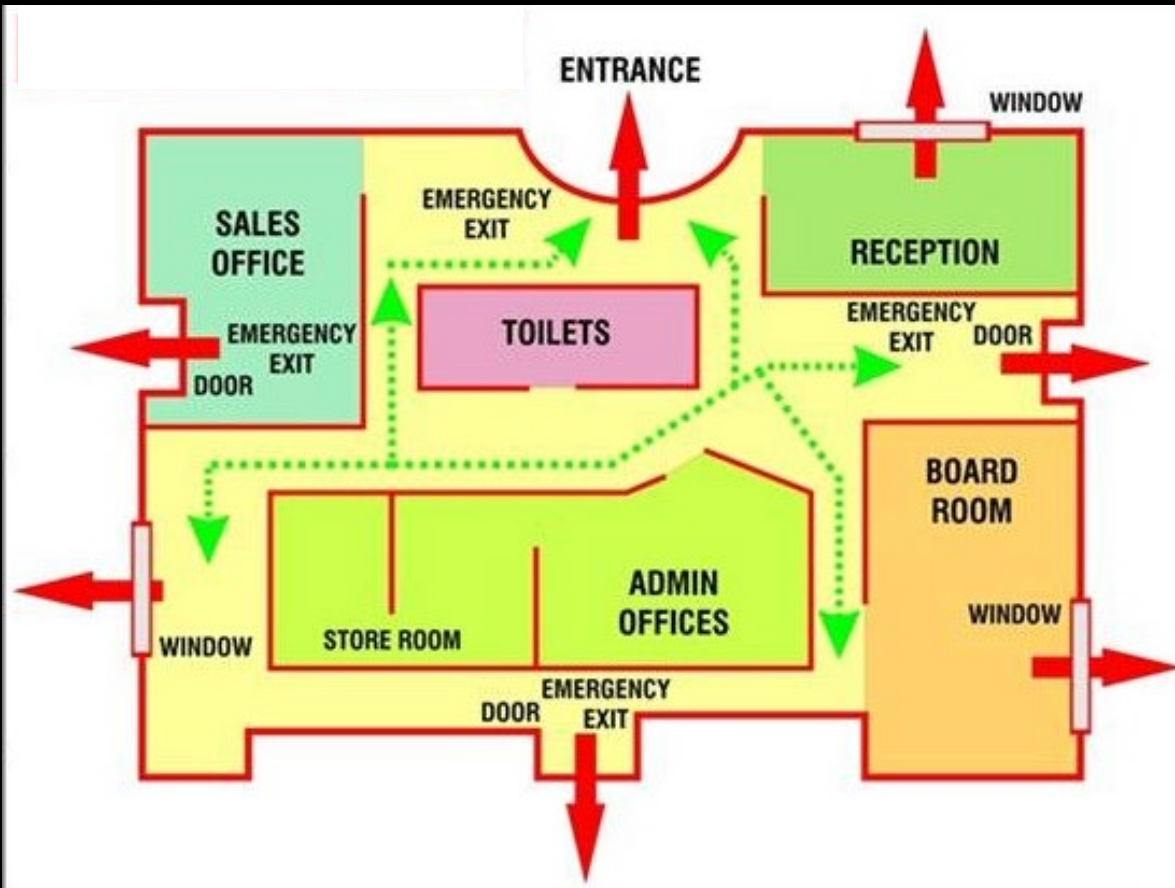 ENTRANCE
WINDOW
EMERGENCY
EXIT
SALES
OFFICE
RECEPTION
EMERGENCY
EXIT
DOOR
TOILETS
EMERGENCY
EXIT
DOOR
BOARD
ROOM
ADMIN
OFFICES
WINDOW
STORE ROOM
WINDOW
EMERGENCY
EXIT
DOOR